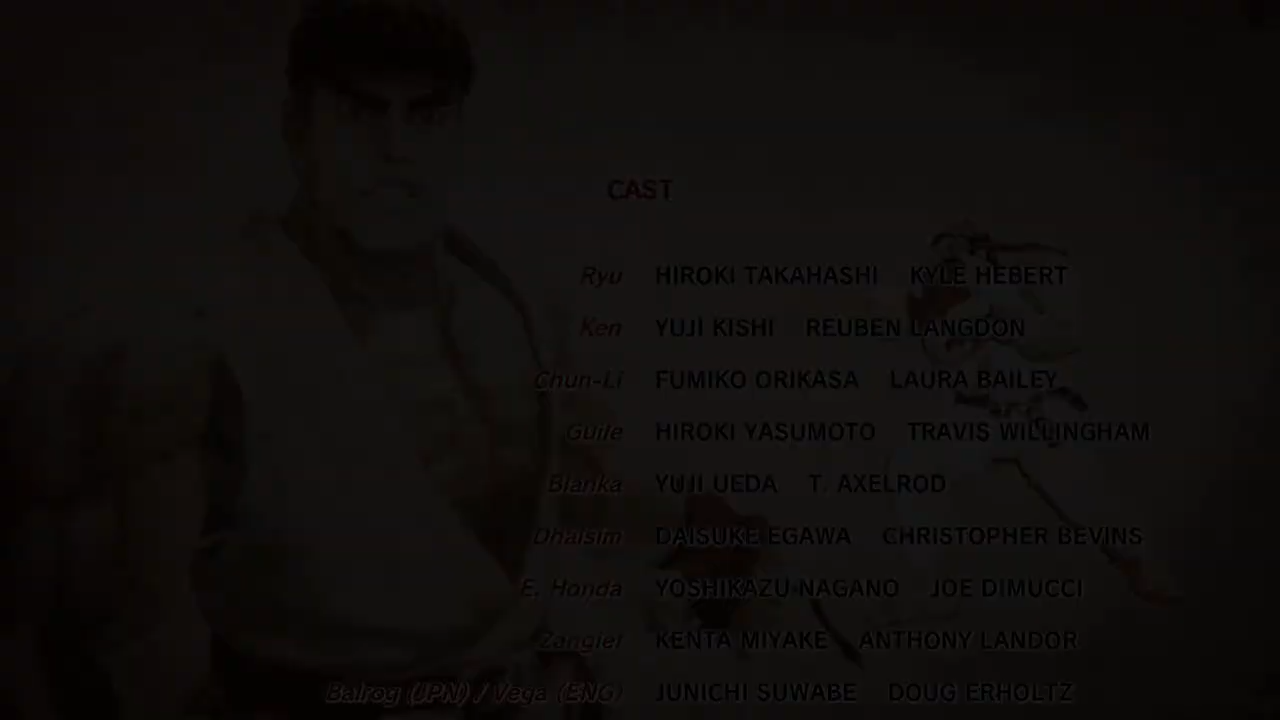 CAST
Ryu HIROKI TAKAHASHI KYLE HEBERT
Ken YUJI KISHI REUBEN LANGDON
Chun-Li FUMIKO ORIKASA LAURA BAILEY
Guile HIROKI YASUMOTO TRAVIS WILLINGHAM
Blanka YUJI UEDA T. AXELROD
Dhalsim DAISUKE EGAWA CHRISTOPHER BEVINS
E. Honda YOSHIKAZU NAGANO JOE DIMUCCI
Zangief KENTA MIYAKE ANTHONY LANDOR
Balrog (JPN) / Vega (ENG) JUNICHI SUWABE DOUG ERHOLTZ